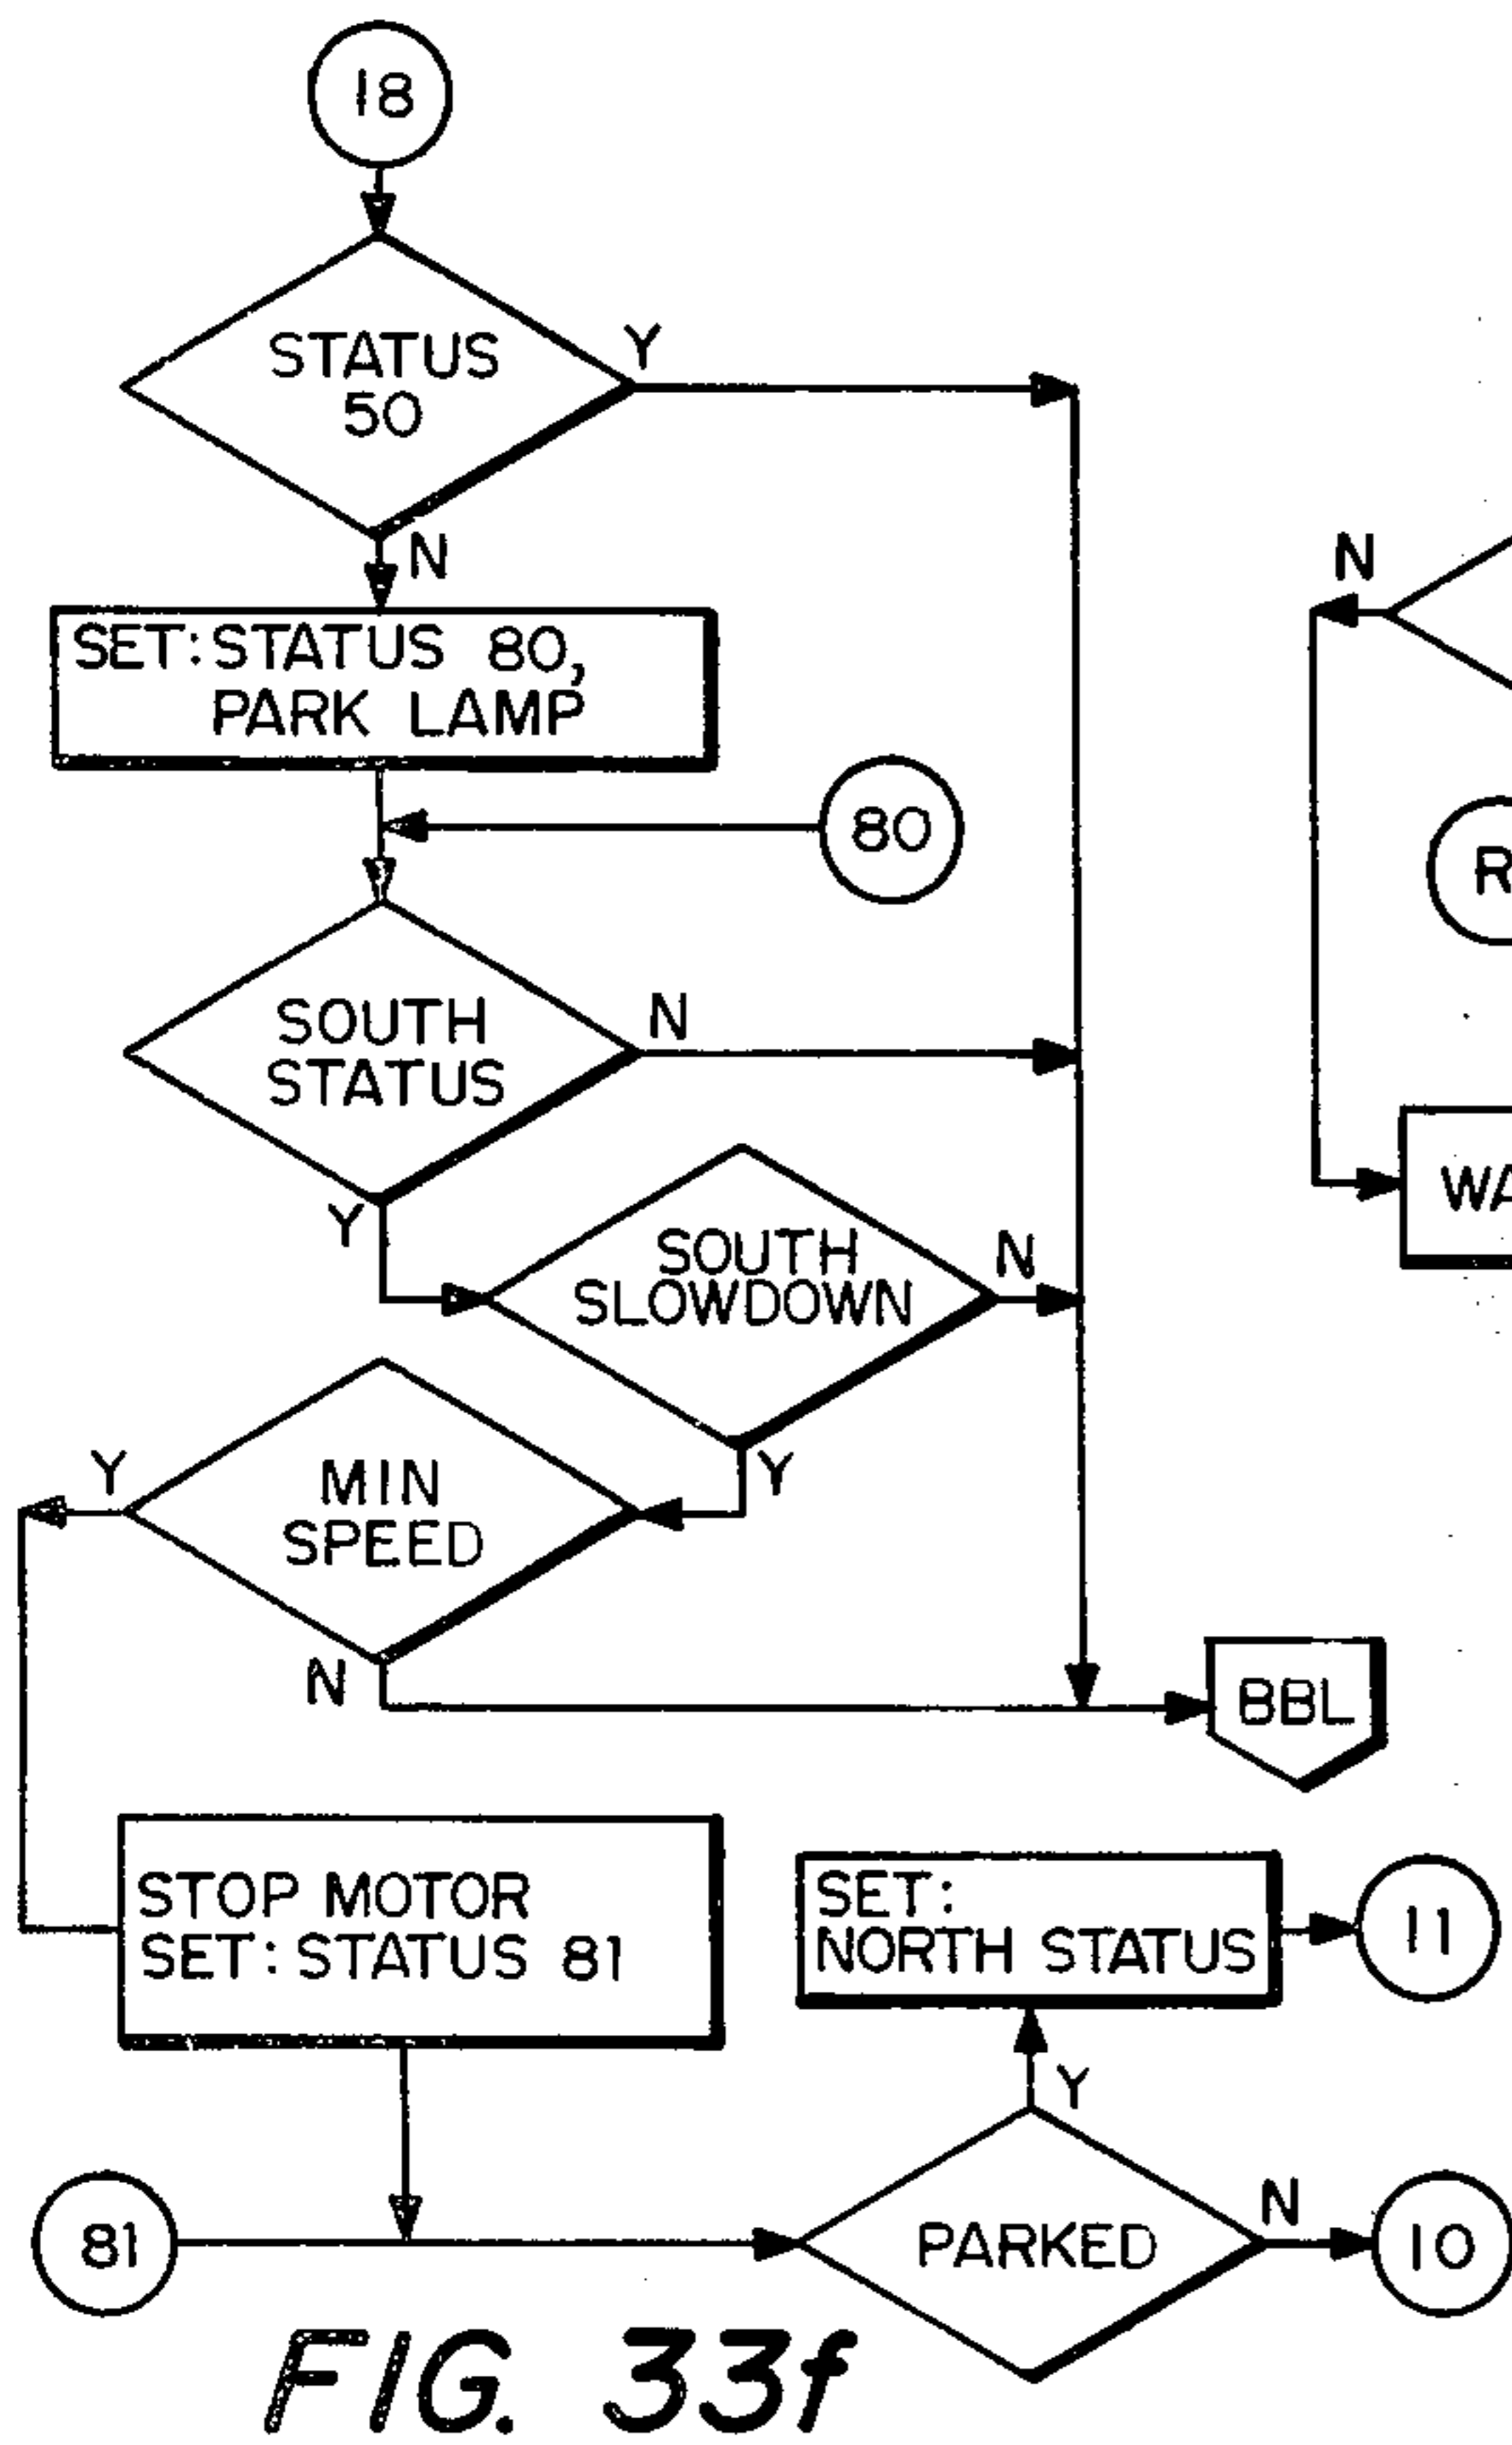 18
STATUS
50
Y
N
SET: STATUS 80,
PARK LAMP
80
SOUTH
STATUS
N
Y
SOUTH
SLOWDOWN
N
Y
MIN
SPEED
Y
N
BBL
STOP MOTOR
SET: STATUS 81
SET:
NORTH STATUS
11
Y
81
PARKED
N
10
N
R
WA
FIG. 33f